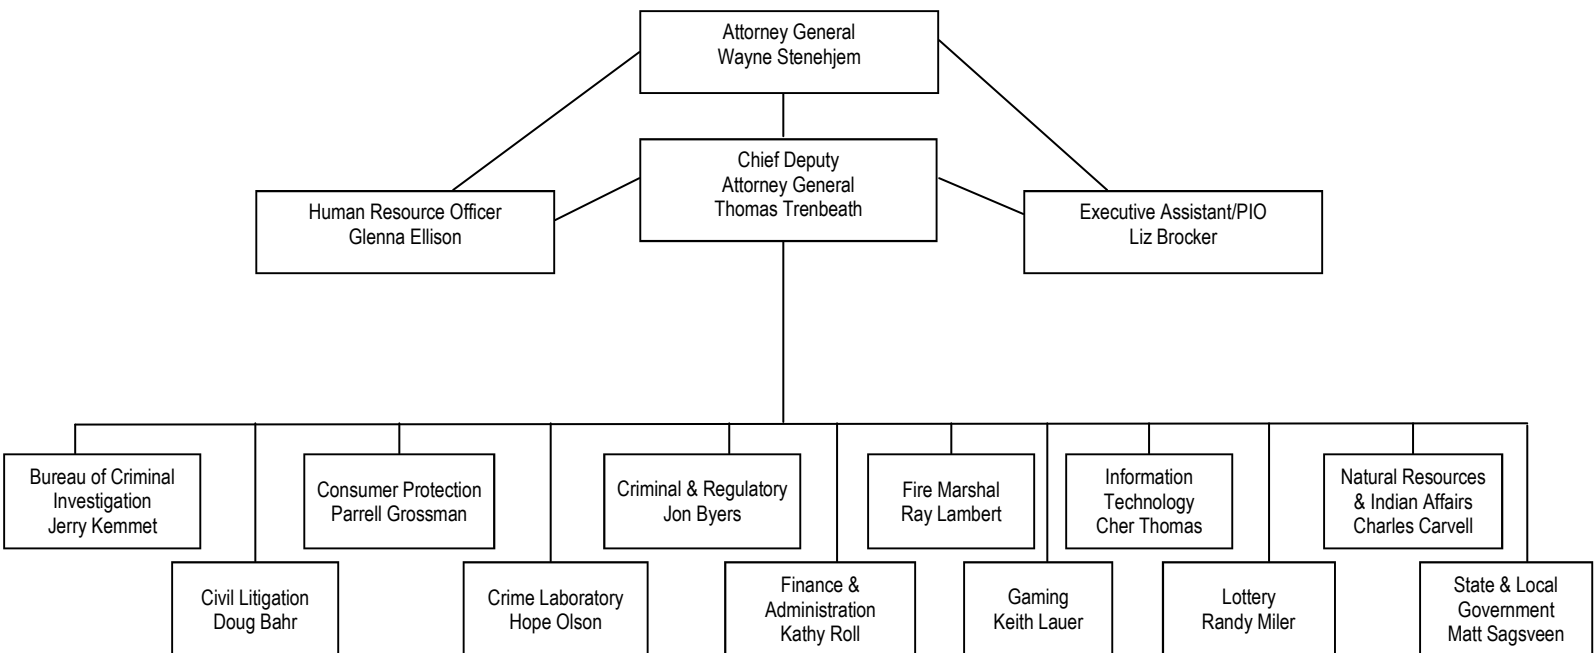 Attorney General
Wayne Stenehjem
Chief Deputy
Attorney General
Thomas Trenbeath
Human Resource Officer
Glenna Ellison
Executive Assistant/PIO
Liz Brocker
Bureau of Criminal
Investigation
Jerry Kemmet
Consumer Protection
Parrell Grossman
Criminal & Regulatory
Jon Byers
Fire Marshal
Ray Lambert
Information
Technology
Cher Thomas
Natural Resources
& Indian Affairs
Charles Carvell
Civil Litigation
Doug Bahr
Crime Laboratory
Hope Olson
Finance &
Administration
Kathy Roll
Gaming
Keith Lauer
Lottery
Randy Miler
State & Local
Government
Matt Sagsveen